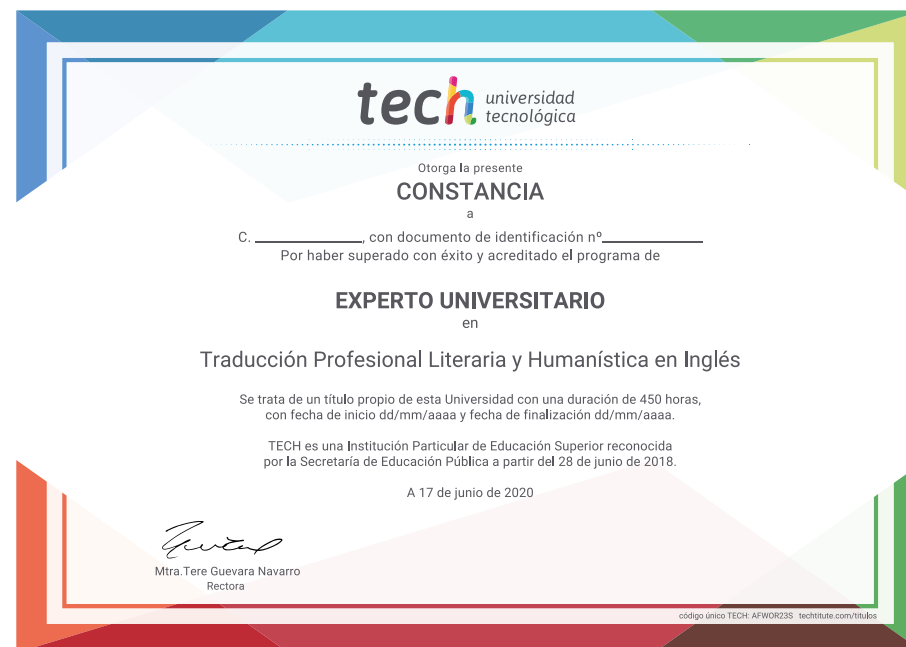 tech universidad
tecnológica
Otorga la presente
CONSTANCIA
a
C. ____________, con documento de identificación nº____________
Por haber superado con éxito y acreditado el programa de
EXPERTO UNIVERSITARIO
en
Traducción Profesional Literaria y Humanística en Inglés
Se trata de un título propio de esta Universidad con una duración de 450 horas,
con fecha de inicio dd/mm/aaaa y fecha de finalización dd/mm/aaaa.
TECH es una Institución Particular de Educación Superior reconocida
por la Secretaría de Educación Pública a partir del 28 de junio de 2018.
A 17 de junio de 2020
Mtra.Tere Guevara Navarro
Rectora
código único TECH: AFWOR23S techtitute.com/titulos